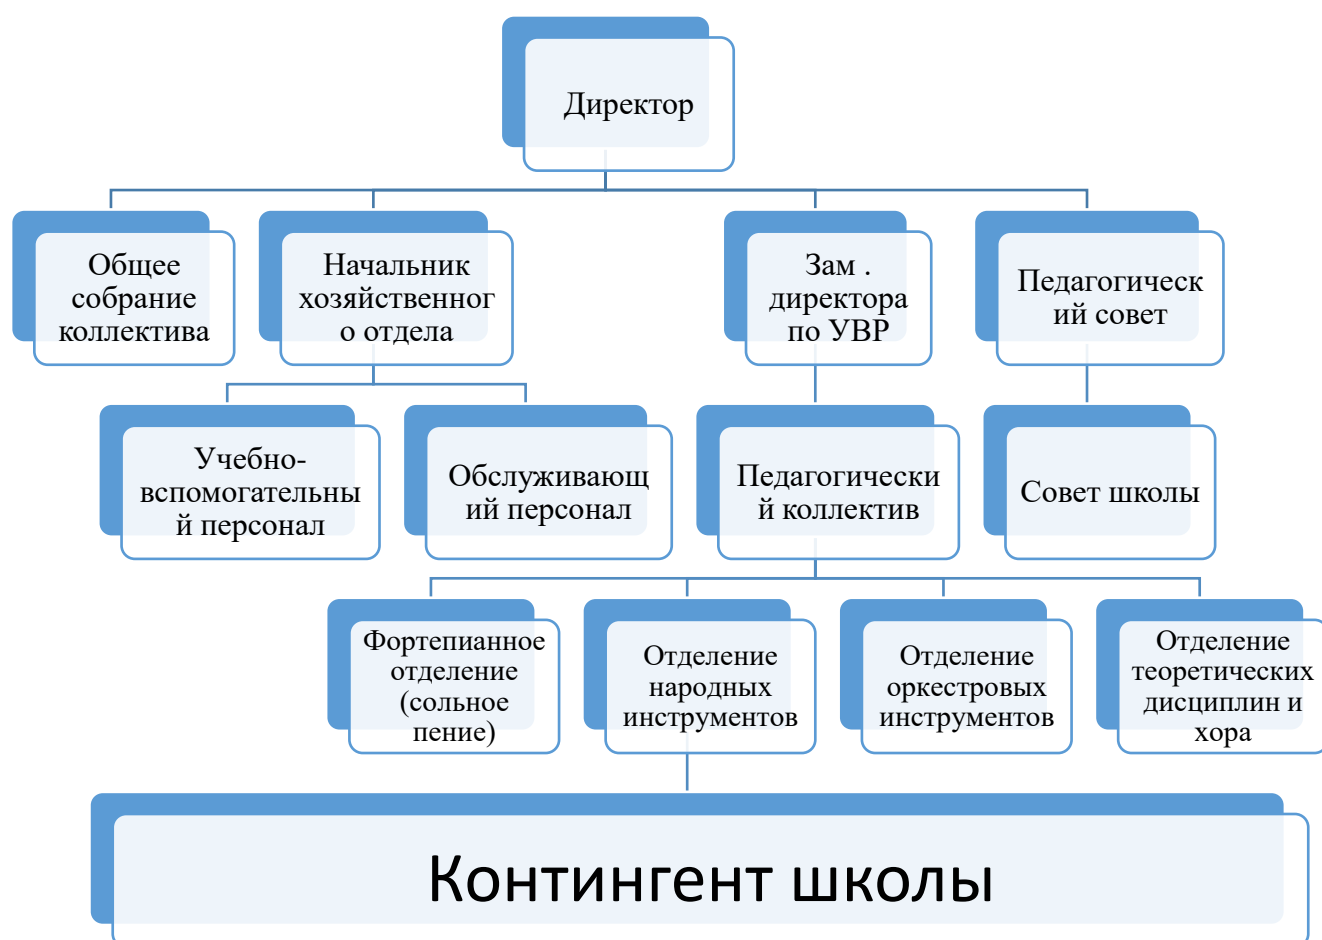 Директор
Общее
собрание
коллектива
Начальник
хозяйственног
о отдела
Зам .
директора
по УВР
Педагогическ
ий совет
Учебно-
вспомогательны
й персонал
Обслуживающ
ий персонал
Педагогически
й коллектив
Совет школы
Фортепианное
отделение
(сольное
пение)
Отделение
народных
инструментов
Отделение
оркестровых
инструментов
Отделение
теоретических
дисциплин и
хора
Контингент школы